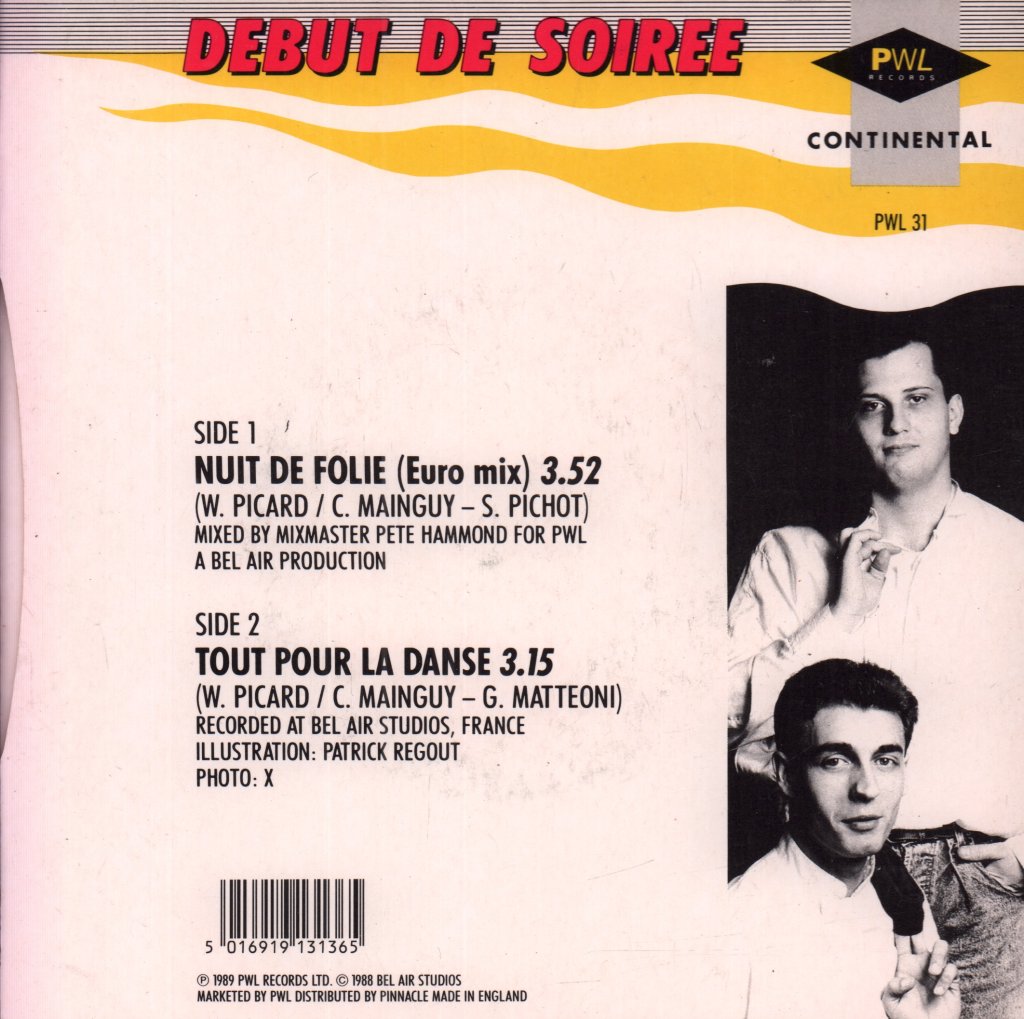 DEBUT DE SOIREE
PWL
RECORDS
CONTINENTAL
PWL 31
SIDE 1
NUIT DE FOLIE (Euro mix) 3.52
(W. PICARD / C. MAINGUY – S. PICHOT)
MIXED BY MIXMASTER PETE HAMMOND FOR PWL
A BEL AIR PRODUCTION
SIDE 2
TOUT POUR LA DANSE 3.15
(W. PICARD / C. MAINGUY – G. MATTEONI)
RECORDED AT BEL AIR STUDIOS, FRANCE
ILLUSTRATION: PATRICK REGOUT
PHOTO: X
5 016919 131365
℗ 1989 PWL RECORDS LTD. © 1988 BEL AIR STUDIOS
MARKETED BY PWL DISTRIBUTED BY PINNACLE MADE IN ENGLAND